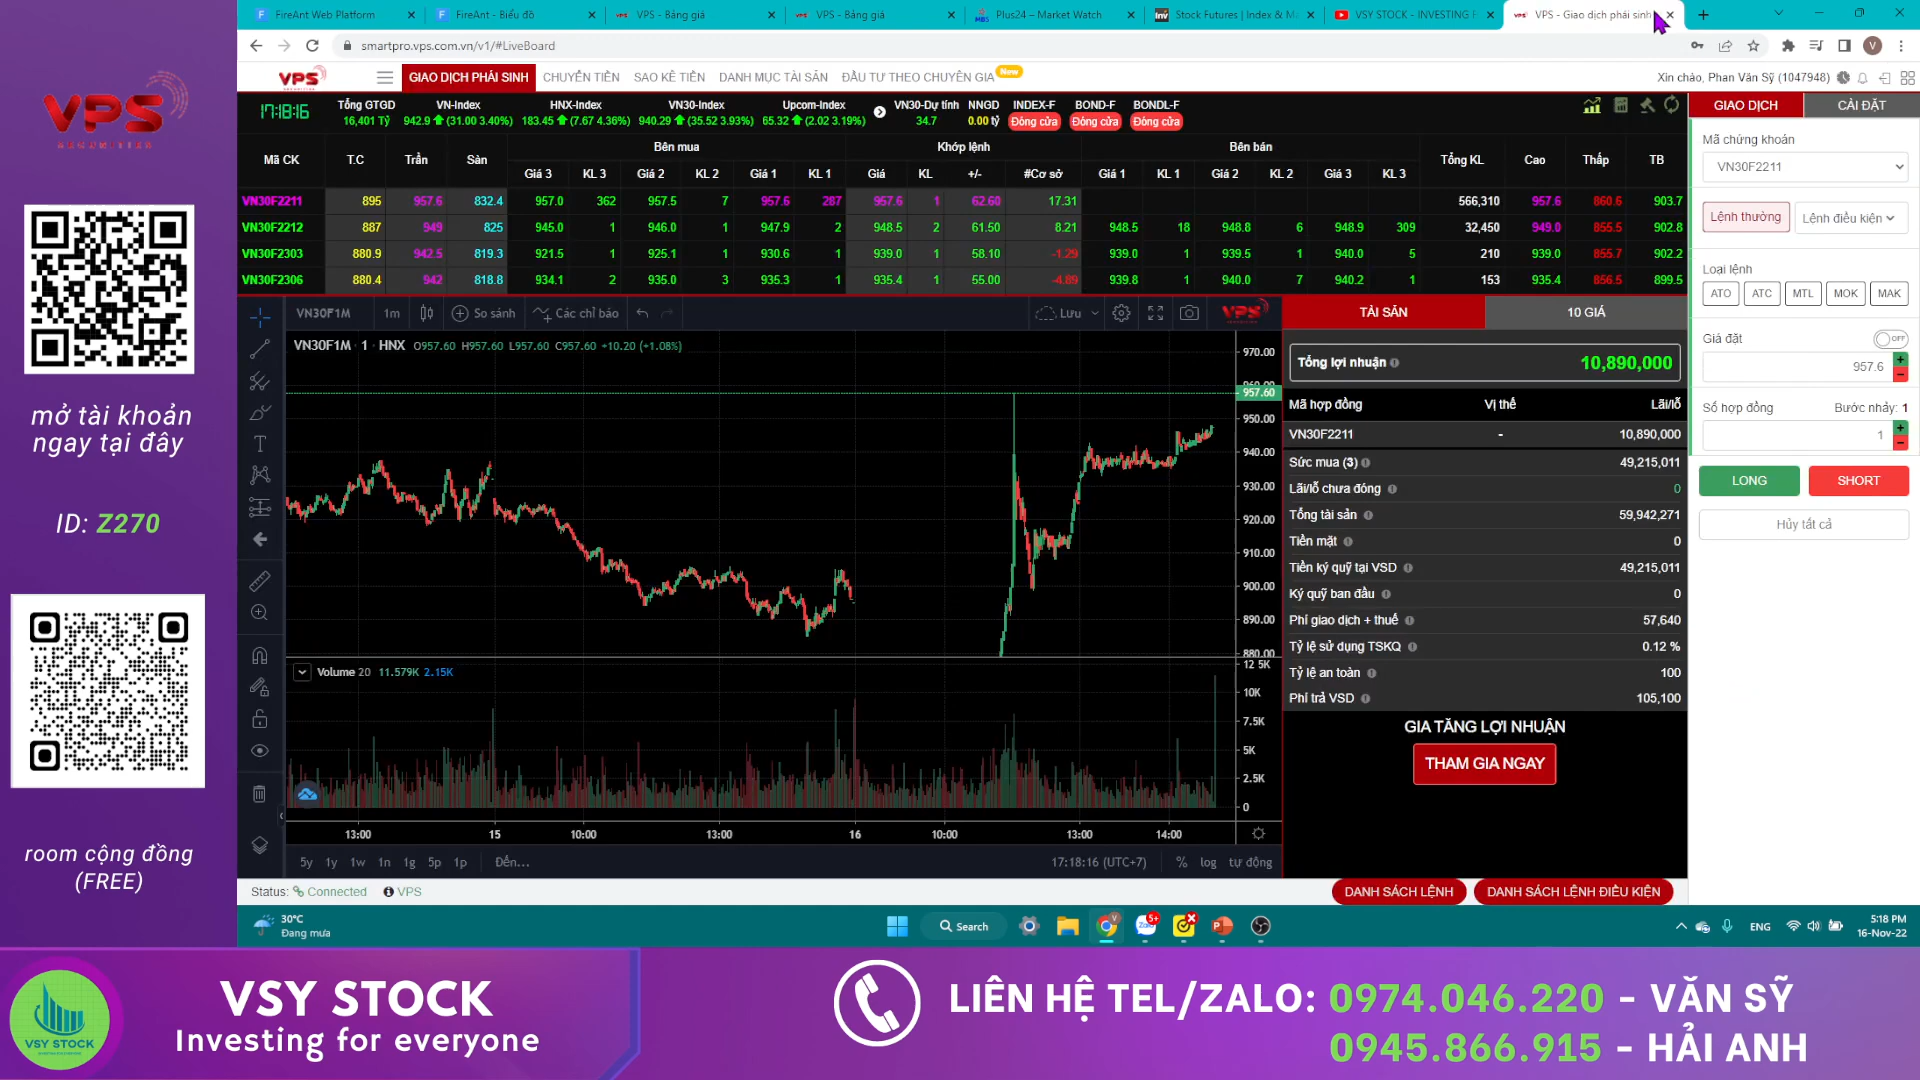 FireAnt Web Platform
FireAnt - Biểu đồ
VPS - Bảng giá
VPS - Bảng giá
Plus24 – Market Watch
Stock Futures | Index & M
VSY STOCK - INVESTING F
VPS - Giao dịch phái sinh
smartpro.vps.com.vn/v1/#LiveBoard
VPS
mở tài khoản
ngay tại đây
ID: Z270
room cộng đồng
(FREE)
VPS
GIAO DỊCH PHÁI SINH
CHUYỂN TIỀN
SAO KÊ TIỀN
DANH MỤC TÀI SẢN
ĐẦU TƯ THEO CHUYÊN GIA
New
Xin chào, Phan Văn Sỹ (1047948)
17:18:16
Tổng GTGD VN-Index HNX-Index VN30-Index Upcom-Index VN30-Dự tính NNGD INDEX-F BOND-F BONDL-F
16,401 Tỷ 942.9 (31.00 3.40%) 183.45 (7.67 4.36%) 940.29 (35.52 3.93%) 65.32 (2.02 3.19%) 34.7 0.00 tỷ Đóng cửa Đóng cửa Đóng cửa
Mã CK T.C Trần Sàn Bên mua Khớp lệnh Bên bán Tổng KL Cao Thấp TB
Giá 3 KL 3 Giá 2 KL 2 Giá 1 KL 1 Giá KL +/- #Cơ sở Giá 1 KL 1 Giá 2 KL 2 Giá 3 KL 3
VN30F2211 895 957.6 832.4 957.0 362 957.5 7 957.6 287 957.6 1 62.60 17.31 566,310 957.6 860.6 903.7
VN30F2212 887 949 825 945.0 1 946.0 1 947.9 2 948.5 2 61.50 8.21 948.5 18 948.8 6 948.9 309 32,450 949.0 855.5 902.8
VN30F2303 880.9 942.5 819.3 921.5 1 925.1 1 930.6 1 939.0 1 58.10 -1.29 939.0 1 939.5 1 940.0 5 210 939.0 855.7 902.2
VN30F2306 880.4 942 818.8 934.1 2 935.0 3 935.3 1 935.4 1 55.00 -4.89 939.8 1 940.0 7 940.2 1 153 935.4 856.5 899.5
VN30F1M 1m So sánh Các chỉ báo Lưu VPS
VN30F1M · 1 · HNX O957.60 H957.60 L957.60 C957.60 +10.20 (+1.08%)
970.00
960.00
957.60
950.00
940.00
930.00
920.00
910.00
900.00
890.00
880.00
Volume 20 11.579K 2.15K
12.5K
10K
7.5K
5K
2.5K
0
13:00 15 10:00 13:00 16 10:00 13:00 14:00
5y 1y 1w 1n 1g 5p 1p Đến... 17:18:16 (UTC+7) % log tự động
TÀI SẢN
10 GIÁ
Tổng lợi nhuận 10,890,000
Mã hợp đồng Vị thế Lãi/lỗ
VN30F2211 - 10,890,000
Sức mua (3) 49,215,011
Lãi/lỗ chưa đóng 0
Tổng tài sản 59,942,271
Tiền mặt 0
Tiền ký quỹ tại VSD 49,215,011
Ký quỹ ban đầu 0
Phí giao dịch + thuế 57,640
Tỷ lệ sử dụng TSKQ 0.12 %
Tỷ lệ an toàn 100
Phí trả VSD 105,100
GIA TĂNG LỢI NHUẬN
THAM GIA NGAY
GIAO DỊCH
CÀI ĐẶT
Mã chứng khoán
VN30F2211
Lệnh thường
Lệnh điều kiện
Loại lệnh
ATO ATC MTL MOK MAK
Giá đặt
OFF
957.6
Số hợp đồng Bước nhảy: 1
1
LONG
SHORT
Hủy tất cả
Status: Connected VPS
DANH SÁCH LỆNH
DANH SÁCH LỆNH ĐIỀU KIỆN
30°C
Đang mưa
Search
5+
ENG
5:18 PM
16-Nov-22
VSY STOCK
VSY STOCK
Investing for everyone
LIÊN HỆ TEL/ZALO: 0974.046.220 - VĂN SỸ
0945.866.915 - HẢI ANH